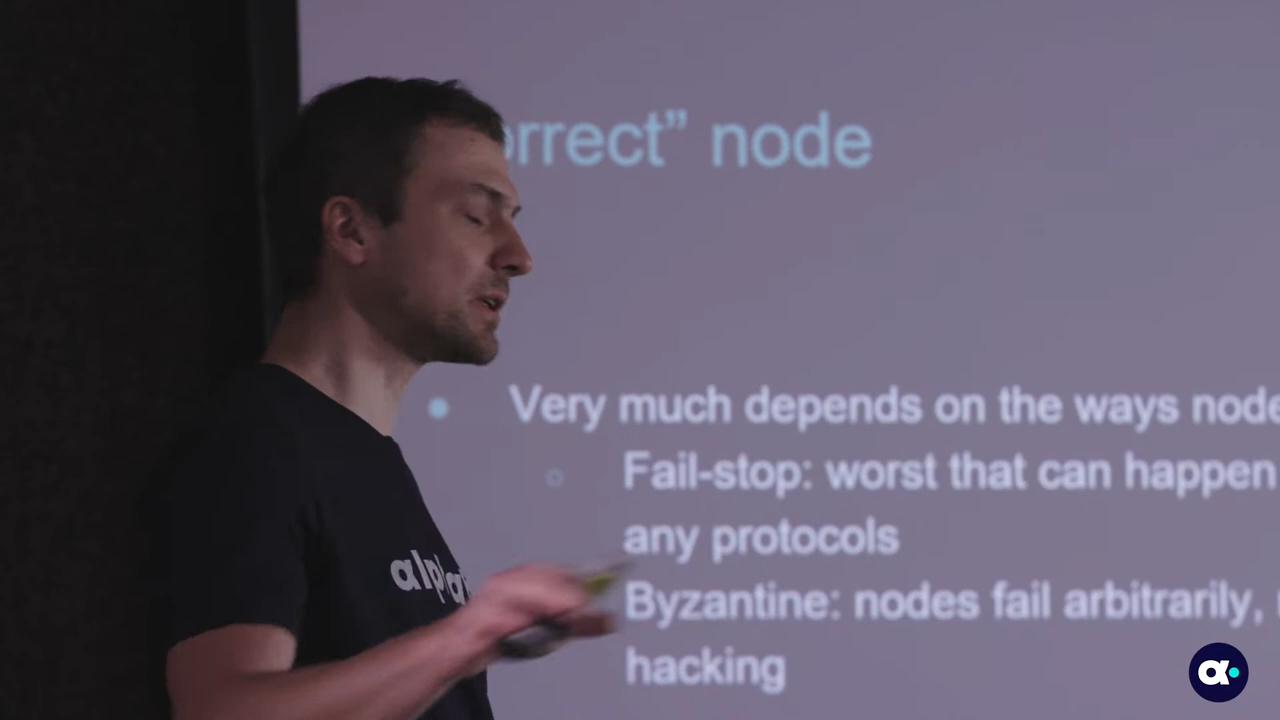 orrect” node
Very much depends on the ways node
Fail-stop: worst that can happen
any protocols
Byzantine: nodes fail arbitrarily,
hacking
alpha
α